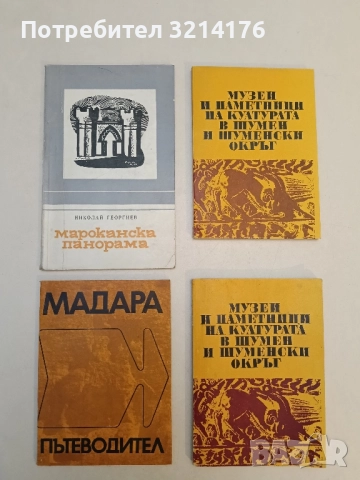 Потребител 3214176
НИКОЛАЙ ГЕОРГИЕВ
мароканска
панорама
МУЗЕИ
И ПАМЕТНИЦИ
НА КУЛТУРАТА
В ШУМЕН
И ШУМЕНСКИ
ОКРЪГ
МАДАРА
ПЪТЕВОДИТЕЛ
МУЗЕИ
И ПАМЕТНИЦИ
НА КУЛТУРАТА
В ШУМЕН
И ШУМЕНСКИ
ОКРЪГ
BAZAR